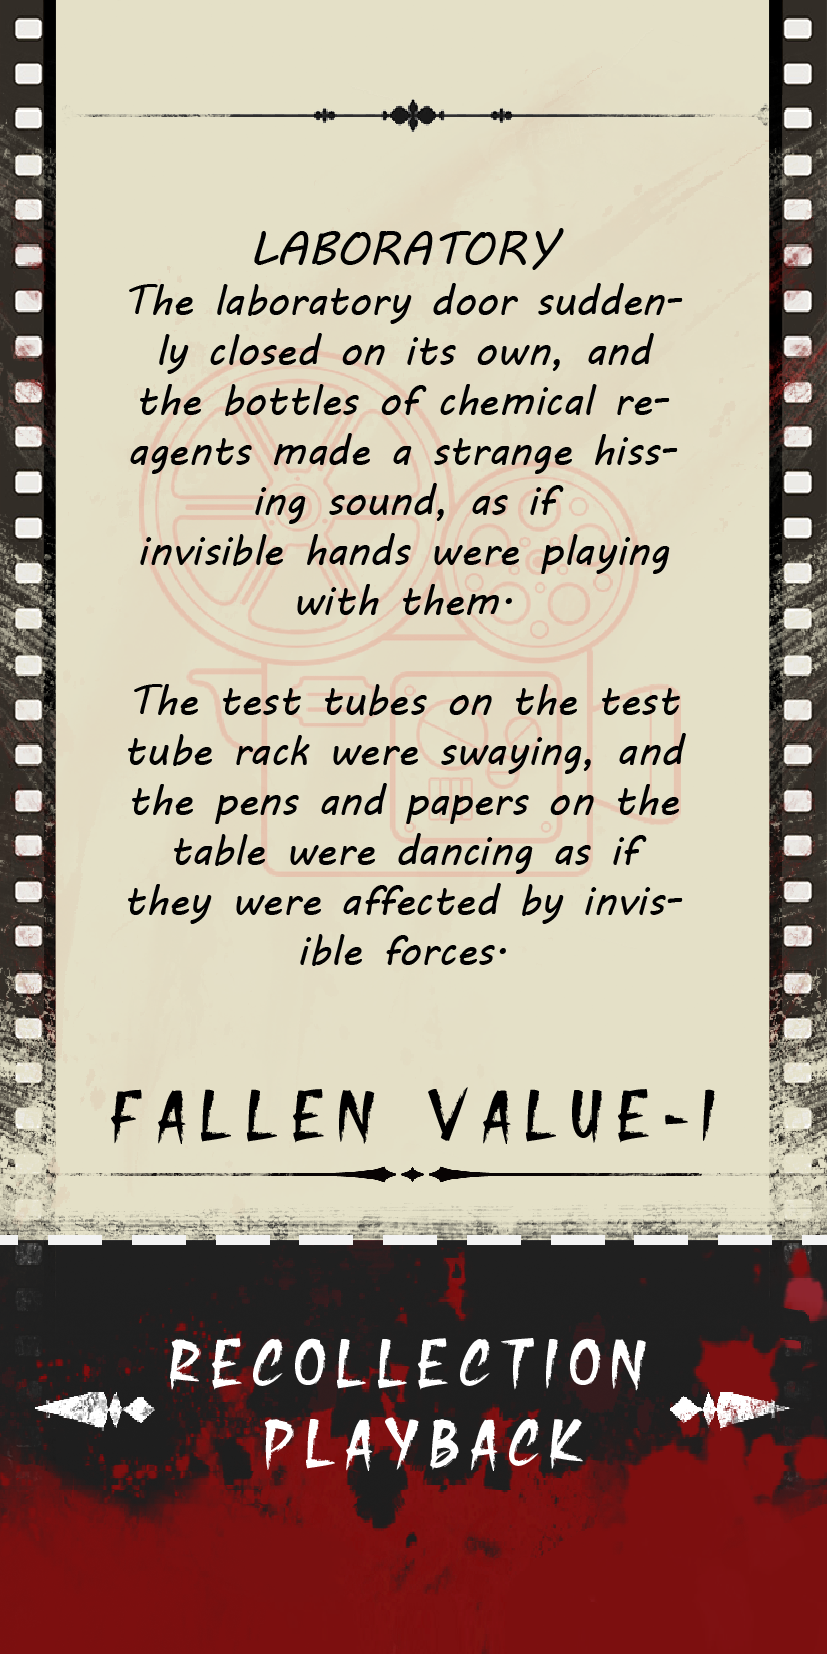 LABORATORY
The laboratory door sudden-
ly closed on its own, and
the bottles of chemical re-
agents made a strange hiss-
ing sound, as if
invisible hands were playing
with them.
The test tubes on the test
tube rack were swaying, and
the pens and papers on the
table were dancing as if
they were affected by invis-
ible forces.
FALLEN VALUE-1
RECOLLECTION
PLAYBACK